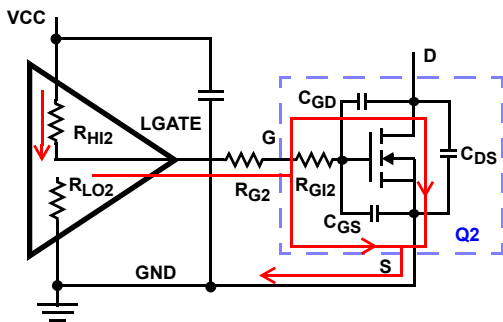 VCC
D
CGD
RHI2
LGATE
G
CDS
RLO2
RG2
RGI2
CGS
Q2
GND
S